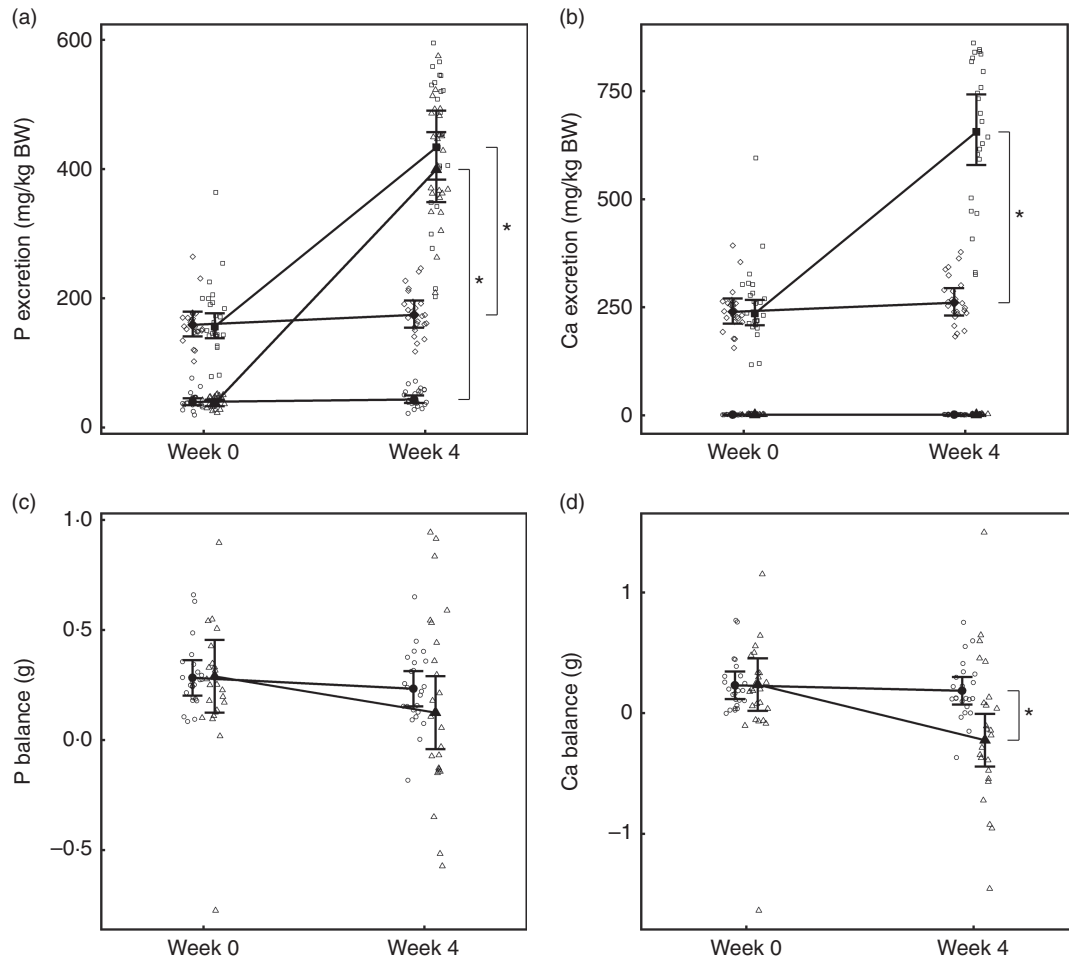 (a)
P excretion (mg/kg BW)
600
400
200
0
*
*
Week 0
Week 4
(b)
Ca excretion (mg/kg BW)
750
500
250
0
*
Week 0
Week 4
(c)
P balance (g)
1·0
0·5
0·0
−0·5
Week 0
Week 4
(d)
Ca balance (g)
1
0
−1
*
Week 0
Week 4